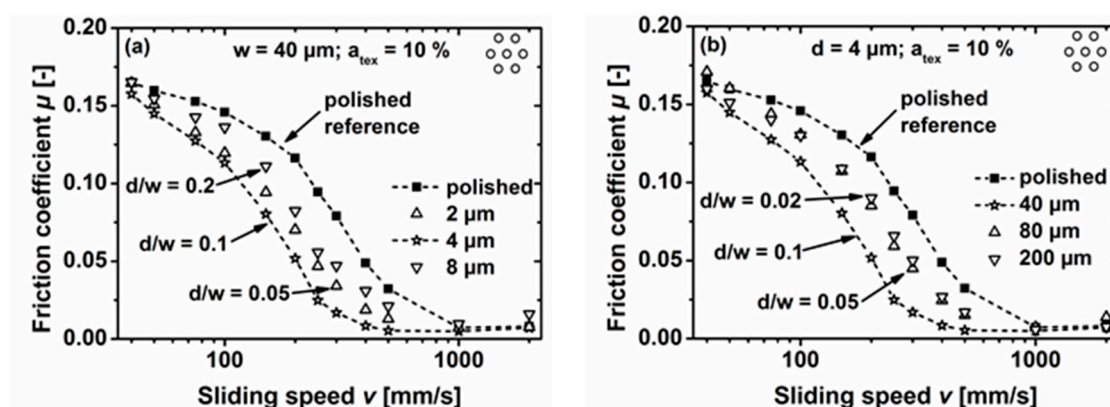 (a) w = 40 μm; a_tex = 10 %
polished
reference
d/w = 0.2
d/w = 0.1
d/w = 0.05
polished
2 μm
4 μm
8 μm
Friction coefficient μ [-]
0.20
0.15
0.10
0.05
0.00
100
1000
Sliding speed v [mm/s]
(b) d = 4 μm; a_tex = 10 %
polished
reference
d/w = 0.02
d/w = 0.1
d/w = 0.05
polished
40 μm
80 μm
200 μm
Friction coefficient μ [-]
0.20
0.15
0.10
0.05
0.00
100
1000
Sliding speed v [mm/s]